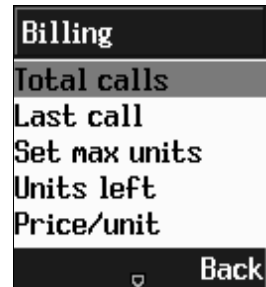 Billing
Total calls
Last call
Set max units
Units left
Price/unit
Back